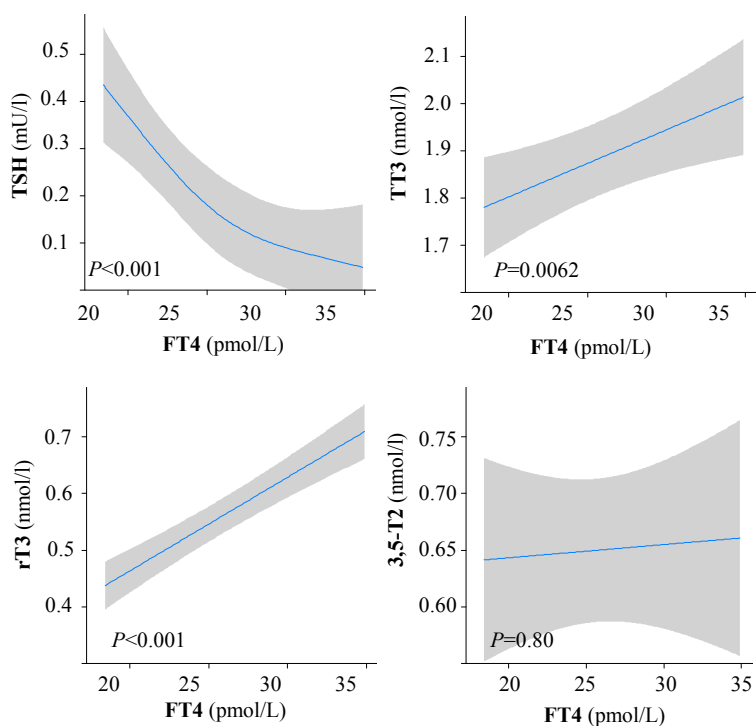 0.5
0.4
0.3
0.2
0.1
TSH (mU/l)
P<0.001
20 25 30 35
FT4 (pmol/L)
2.1
2.0
1.9
1.8
1.7
TT3 (nmol/l)
P=0.0062
20 25 30 35
FT4 (pmol/L)
0.7
0.6
0.5
0.4
rT3 (nmol/l)
P<0.001
20 25 30 35
FT4 (pmol/L)
0.75
0.70
0.65
0.60
3,5-T2 (nmol/l)
P=0.80
20 25 30 35
FT4 (pmol/L)